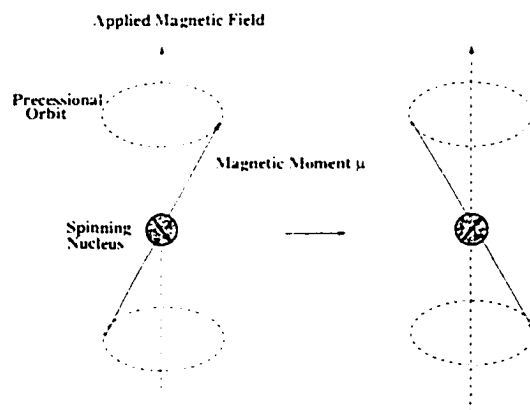 Applied Magnetic Field
Precessional
Orbit
Magnetic Moment μ
Spinning
Nucleus